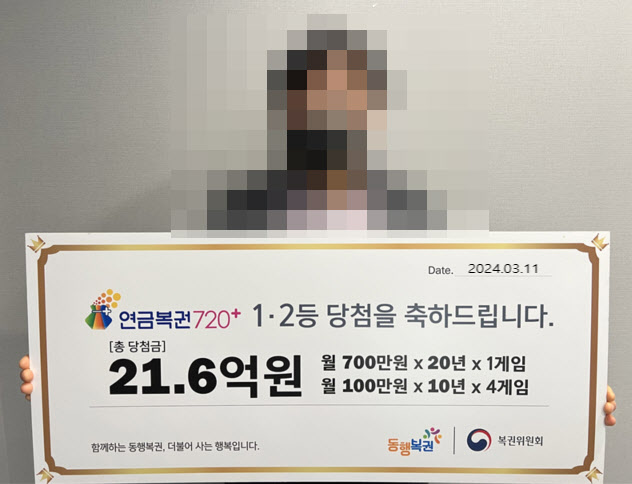 Date. 2024.03.11
연금복권720+ 1·2등 당첨을 축하드립니다.
[총 당첨금]
21.6억원
월 700만원 x 20년 x 1게임
월 100만원 x 10년 x 4게임
함께하는 동행복권, 더불어 사는 행복입니다.
동행복권 복권위원회